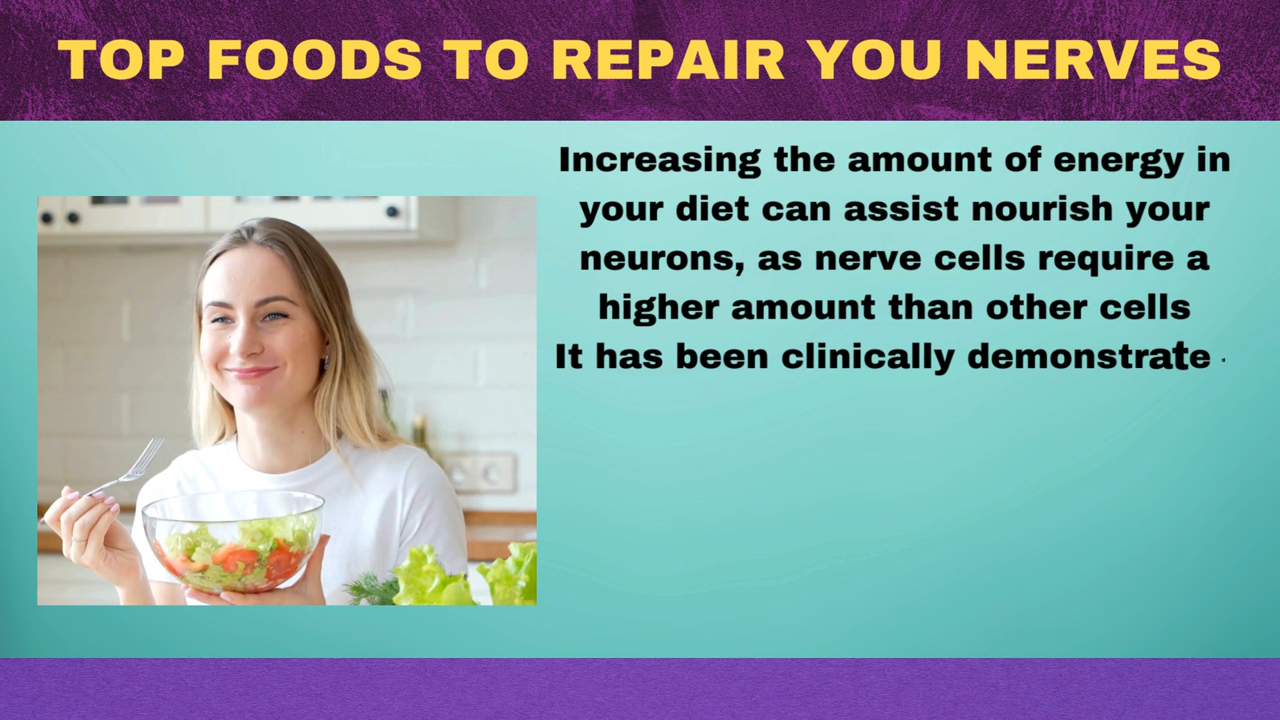 TOP FOODS TO REPAIR YOU NERVES
Increasing the amount of energy in
your diet can assist nourish your
neurons, as nerve cells require a
higher amount than other cells
It has been clinically demonstrate